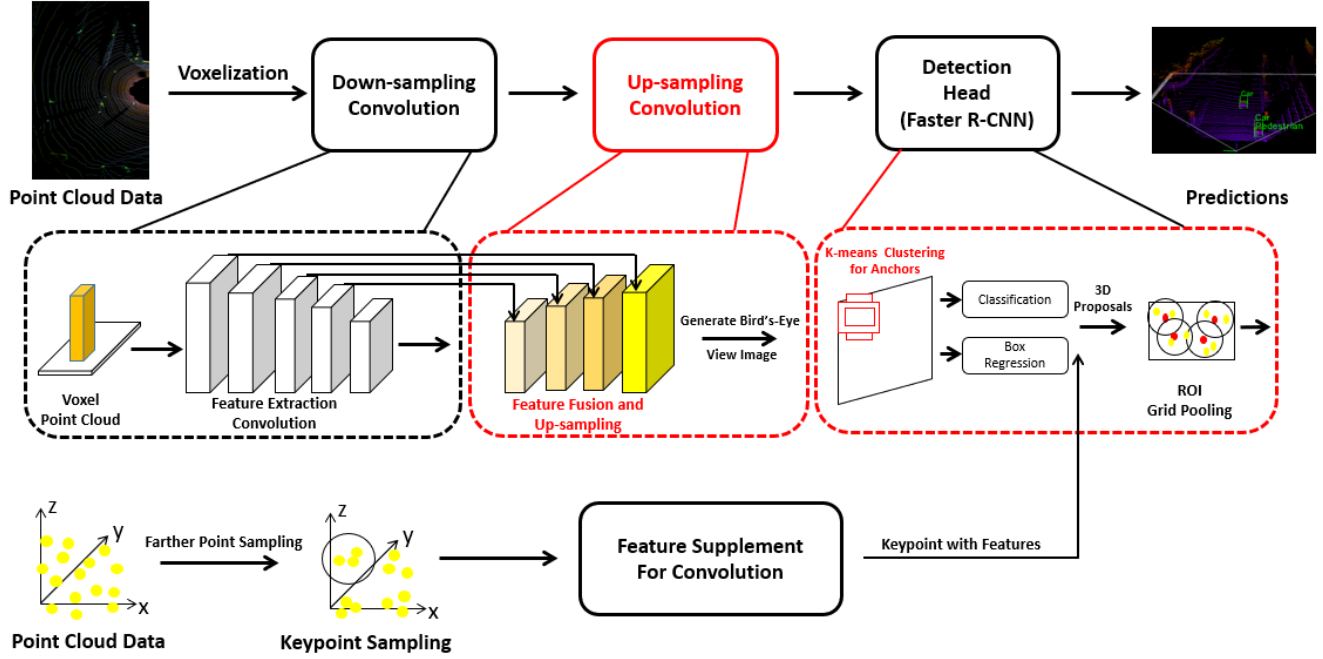 Voxelization
Down-sampling
Convolution
Up-sampling
Convolution
Detection
Head
(Faster R-CNN)
Car
Car
Pedestrian
Point Cloud Data
Predictions
K-means Clustering
for Anchors
Classification
3D
Proposals
Generate Bird's-Eye
View Image
Box
Regression
Voxel
Point Cloud
Feature Extraction
Convolution
Feature Fusion and
Up-sampling
ROI
Grid Pooling
z
y
x
Farther Point Sampling
z
y
x
Feature Supplement
For Convolution
Keypoint with Features
Point Cloud Data
Keypoint Sampling